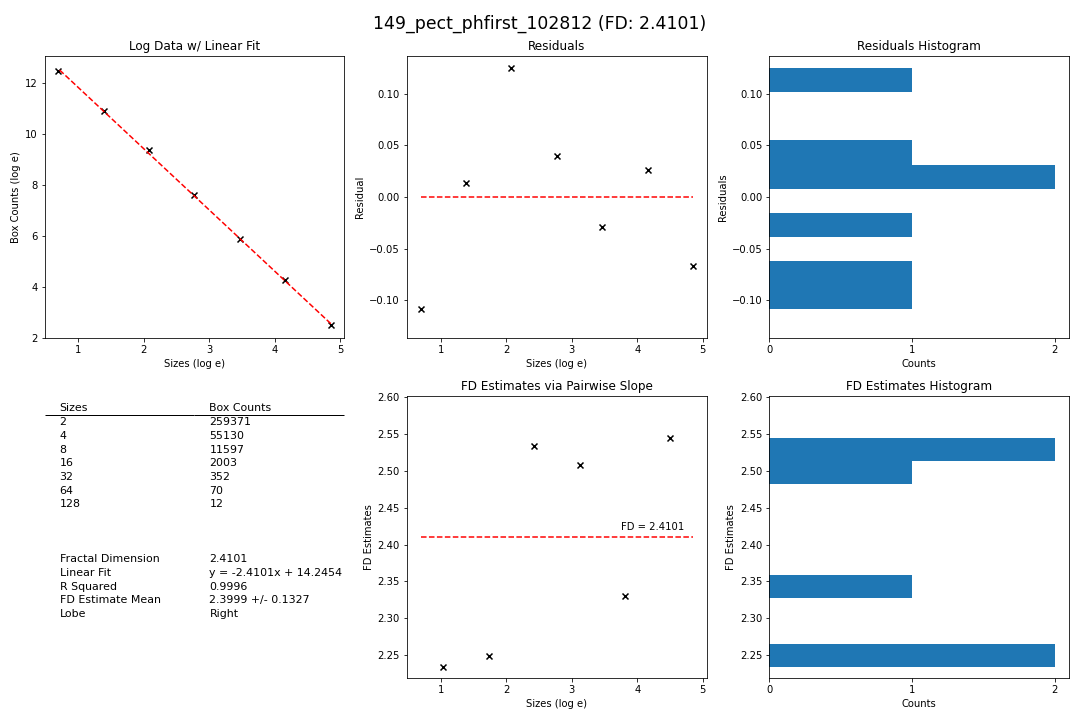 149_pect_phfirst_102812 (FD: 2.4101)
Log Data w/ Linear Fit
Box Counts (log e)
12
10
8
6
4
2
1
2
3
4
5
Sizes (log e)
Residuals
Residual
0.10
0.05
0.00
−0.05
−0.10
1
2
3
4
5
Sizes (log e)
Residuals Histogram
Residuals
0.10
0.05
0.00
−0.05
−0.10
0
1
2
Counts
Sizes Box Counts
2 259371
4 55130
8 11597
16 2003
32 352
64 70
128 12
Fractal Dimension 2.4101
Linear Fit y = -2.4101x + 14.2454
R Squared 0.9996
FD Estimate Mean 2.3999 +/- 0.1327
Lobe Right
FD Estimates via Pairwise Slope
FD Estimates
2.60
2.55
2.50
2.45
2.40
2.35
2.30
2.25
FD = 2.4101
1
2
3
4
5
Sizes (log e)
FD Estimates Histogram
FD Estimates
2.60
2.55
2.50
2.45
2.40
2.35
2.30
2.25
0
1
2
Counts